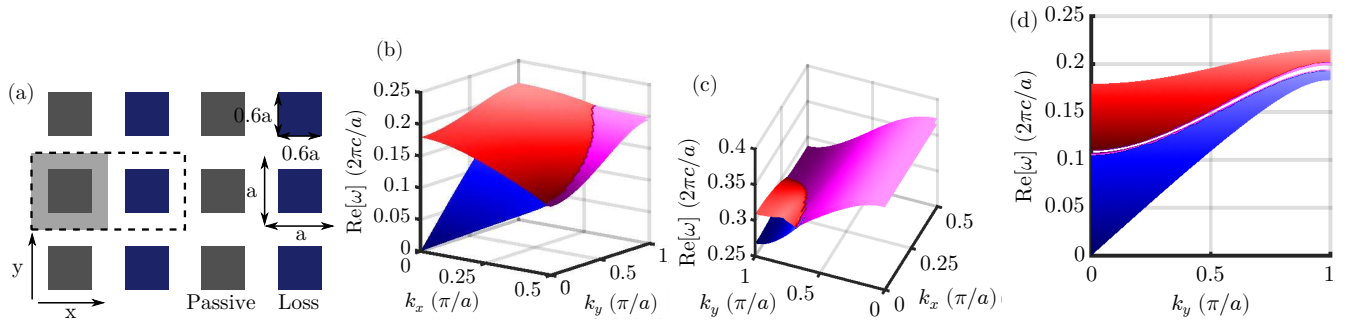 (a)
0.6a
0.6a
a
a
y
x
Passive
Loss
(b)
Re[ω] (2πc/a)
0.25
0.2
0.15
0.1
0.05
0
0
0.25
0.5
k_x (π/a)
0
0.5
1
k_y (π/a)
(c)
Re[ω] (2πc/a)
0.4
0.35
0.3
0.25
1
0.5
0
k_y (π/a)
0
0.25
0.5
k_x (π/a)
(d)
Re[ω] (2πc/a)
0.25
0.2
0.15
0.1
0.05
0
0
0.5
1
k_y (π/a)